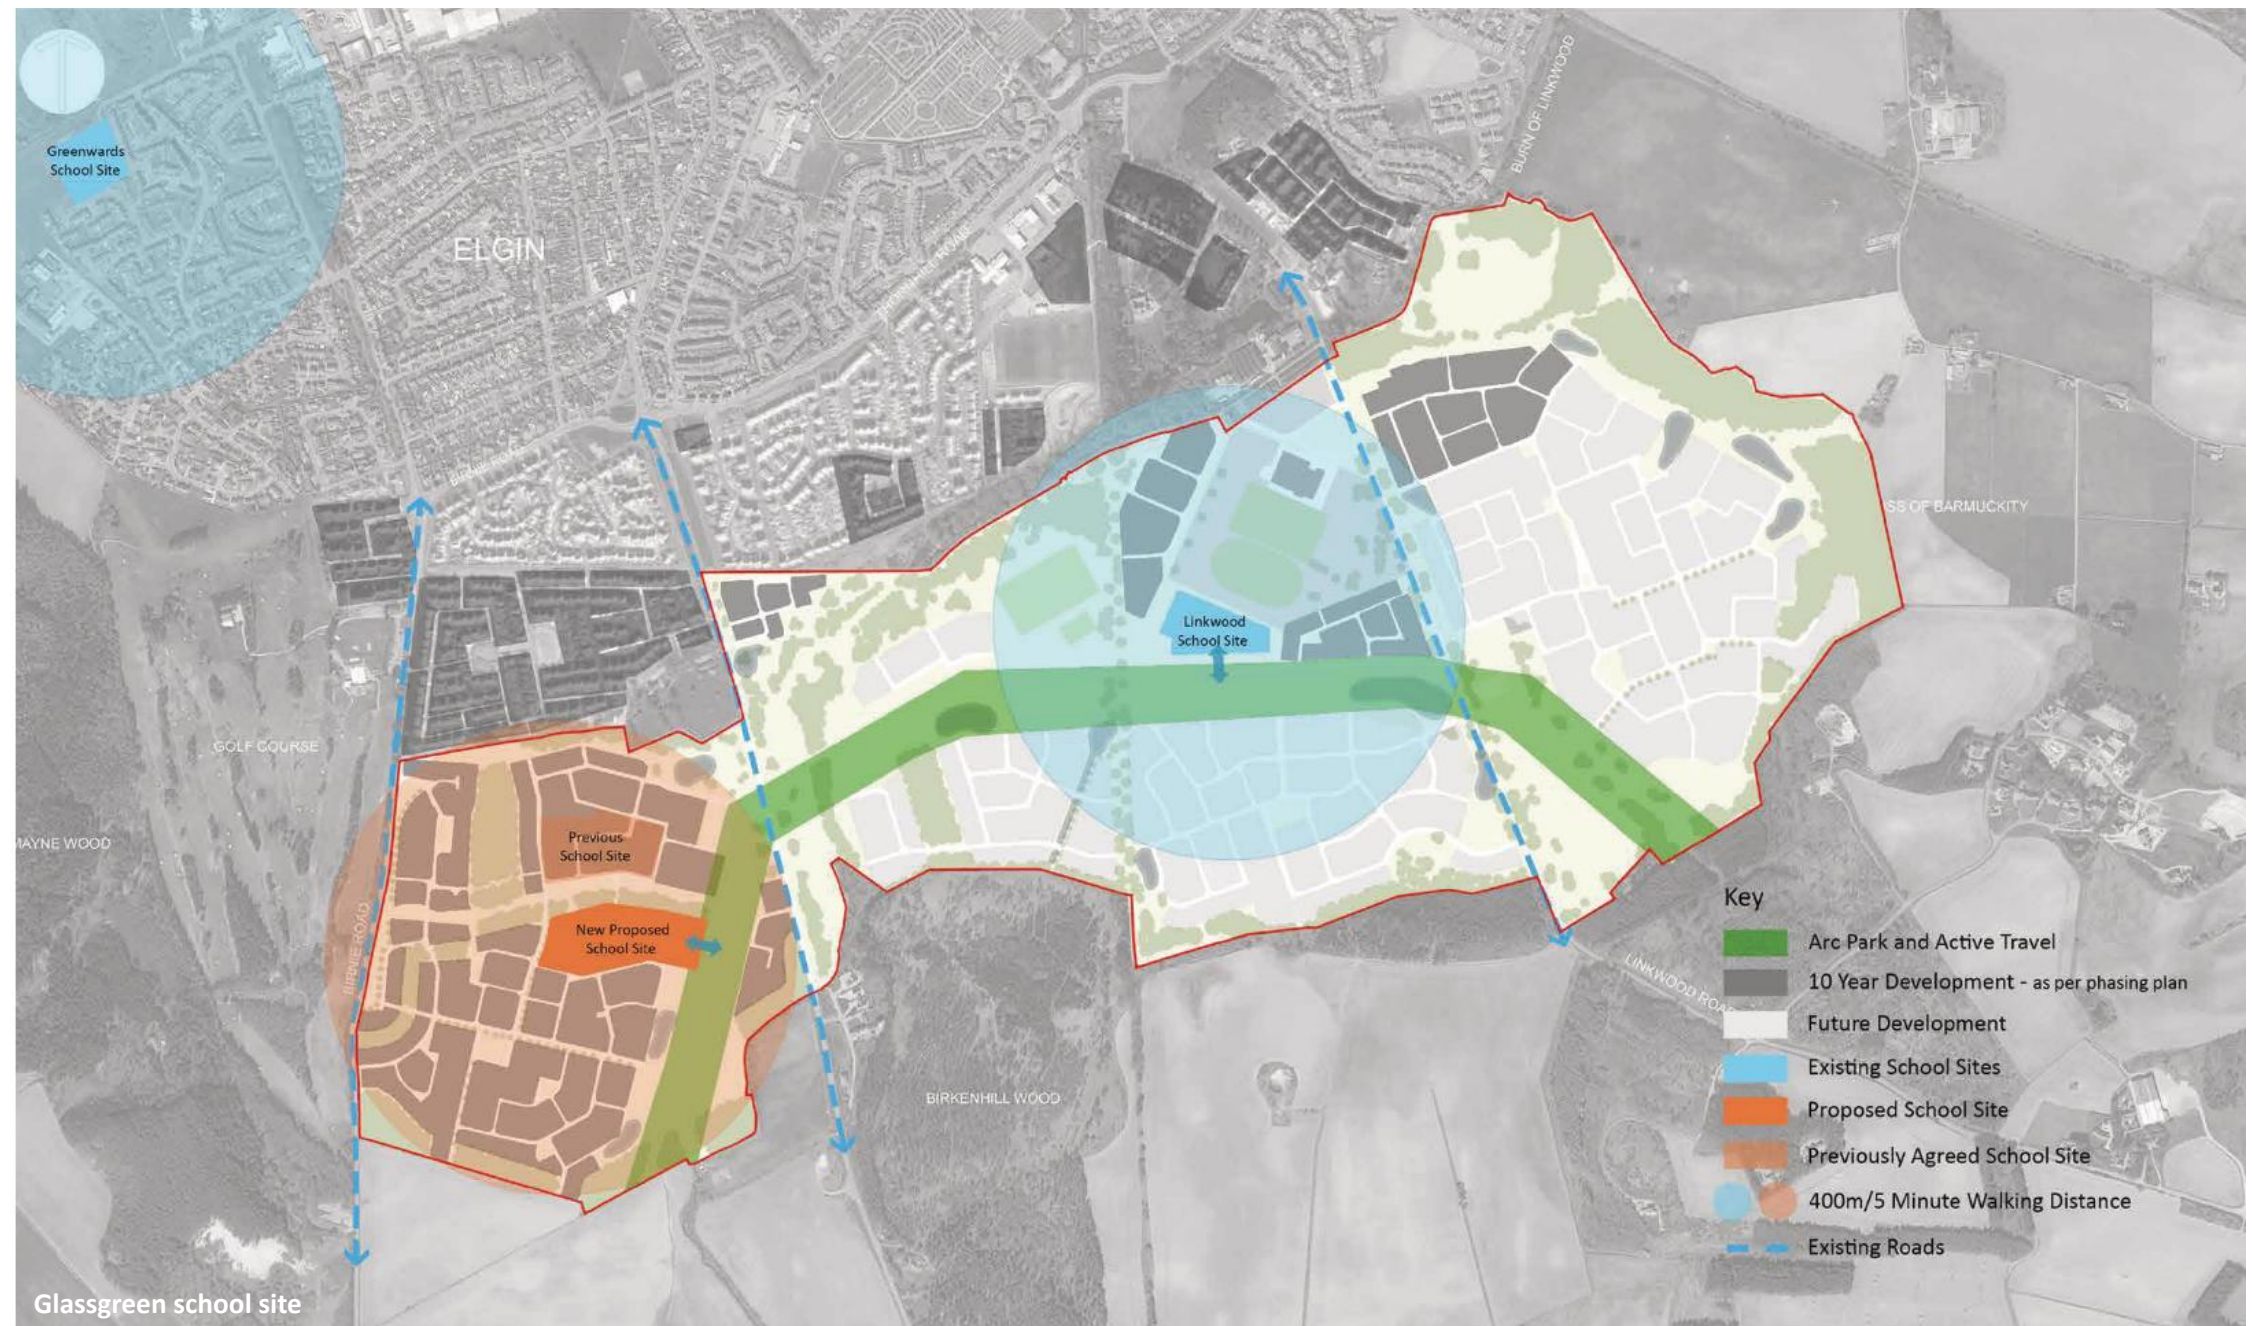 BURN OF LINKWOOD
Greenwards
School Site
ELGIN
ROAD
SS OF BARMUCKITY
Linkwood
School Site
GOLF COURSE
MAYNE WOOD
Previous
School Site
BIRNIE ROAD
New Proposed
School Site
BIRKENHILL WOOD
LINKWOOD ROAD
Key
Arc Park and Active Travel
10 Year Development - as per phasing plan
Future Development
Existing School Sites
Proposed School Site
Previously Agreed School Site
400m/5 Minute Walking Distance
Existing Roads
Glassgreen school site